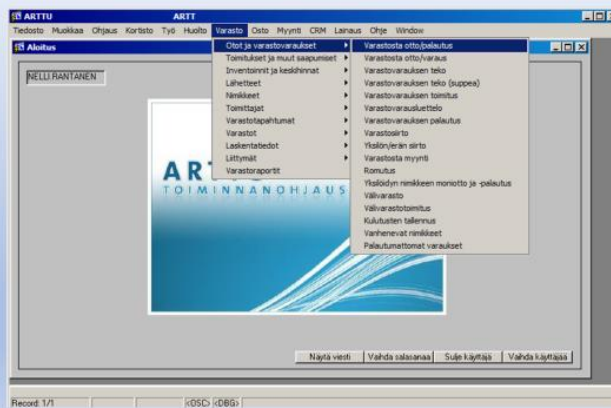 ARTTU ARTT
Tiedosto Muokkaa Ohjaus Kortisto Työ Huolto Varasto Osto Myynti CRM Lainaus Ohje Window
Aloitus
NELLI.RANTANEN
Otot ja varastovaraukset
Toimitukset ja muut saapumiset
Inventoinnit ja keskihinnat
Lähetteet
Nimikkeet
Toimittajat
Varastotapahtumat
Varastot
Laskentatiedot
Liittymät
Varastoraportit
Varastosta otto/palautus
Varastosta otto/varaus
Varastovarauksen teko
Varastovarauksen teko (suppea)
Varastovarauksen toimitus
Varastovarausluettelo
Varastovarauksen palautus
Varastosiirto
Yksilön/erän siirto
Varastosta myynti
Romutus
Yksilöidyn nimikkeen moniotto ja -palautus
Välivarasto
Välivarastotoimitus
Kulutusten tallennus
Vanhenevat nimikkeet
Palautumattomat varaukset
AR
TOIMINNANOHJAUS
Näytä viesti Vaihda salasanaa Sulje käyttäjä Vaihda käyttäjää
Record: 1/1 <OSC> <DBG>